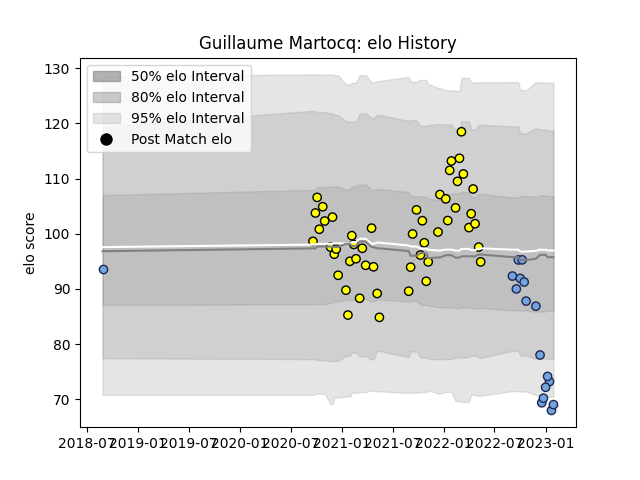 Guillaume Martocq: elo History
130
120
110
100
90
80
70
elo score
50% elo Interval
80% elo Interval
95% elo Interval
Post Match elo
2018-07 2019-01 2019-07 2020-01 2020-07 2021-01 2021-07 2022-01 2022-07 2023-01